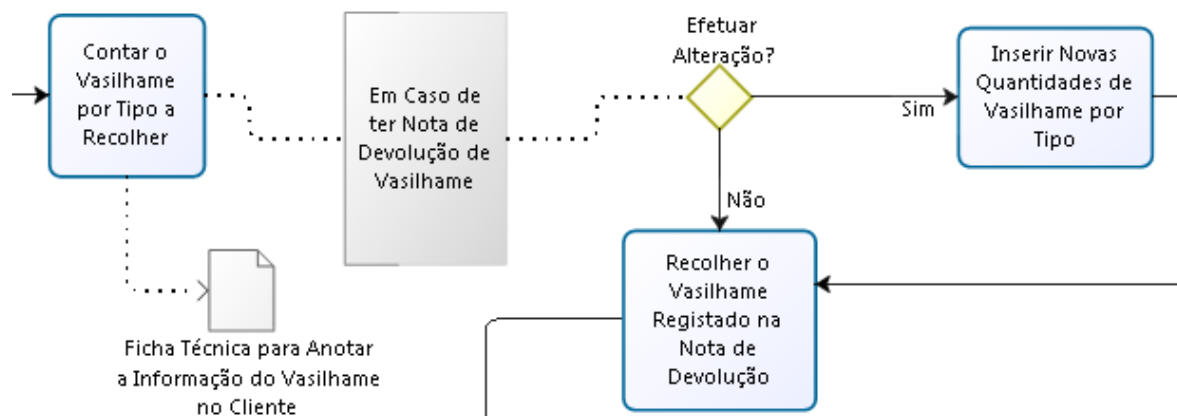 Contar o
Vasilhame
por Tipo a
Recolher
Em Caso de
ter Nota de
Devolução de
Vasilhame
Efetuar
Alteração?
Sim
Inserir Novas
Quantidades de
Vasilhame por
Tipo
Não
Recolher o
Vasilhame
Registado na
Nota de
Devolução
Ficha Técnica para Anotar
a Informação do Vasilhame
no Cliente